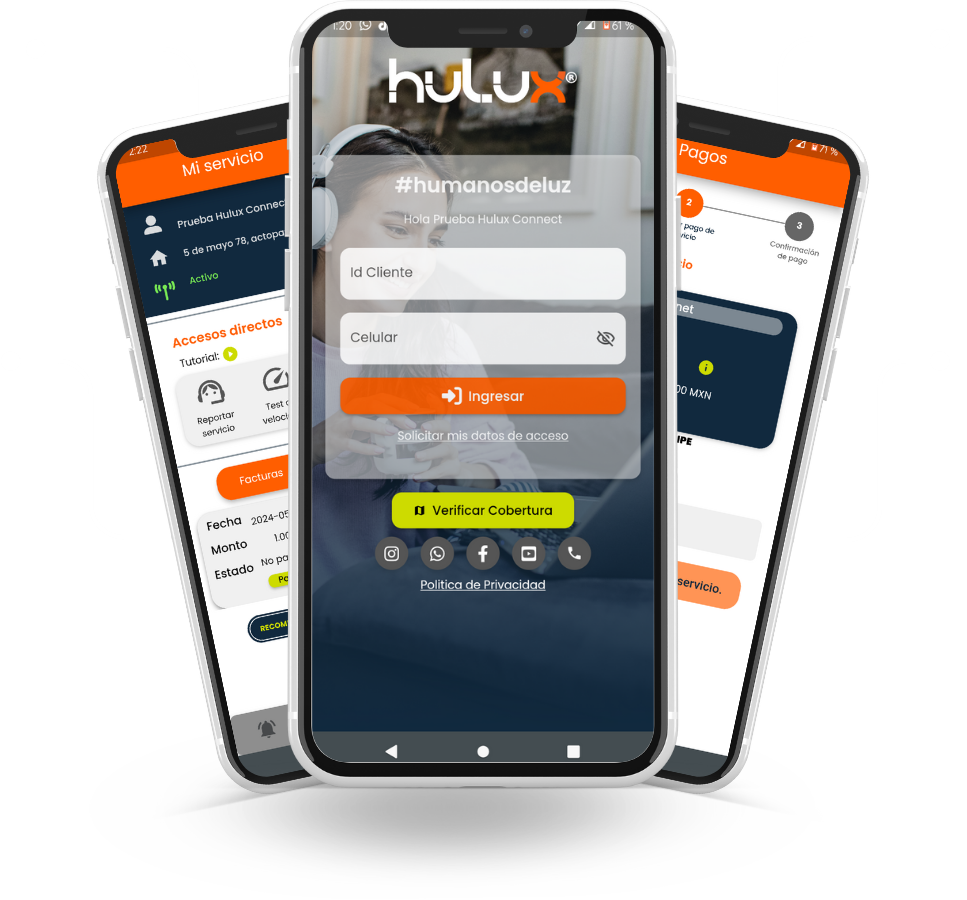 2:22
Mi servicio
Prueba Hulux Connect
5 de mayo 78, actopa
Activo
Accesos directos
Tutorial:
Reportar
servicio
Test
veloci
Facturas
Fecha 2024-05
Monto 1.00
Estado No pa
RECOM
1:20
61 %
hulux®
#humanosdeluz
Hola Prueba Hulux Connect
Id Cliente
Celular
Ingresar
Solicitar mis datos de acceso
Verificar Cobertura
Política de Privacidad
71 %
Pagos
2
3
pago de
vicio
Confirmación
de pago
cio
net
00 MXN
IPE
servicio.